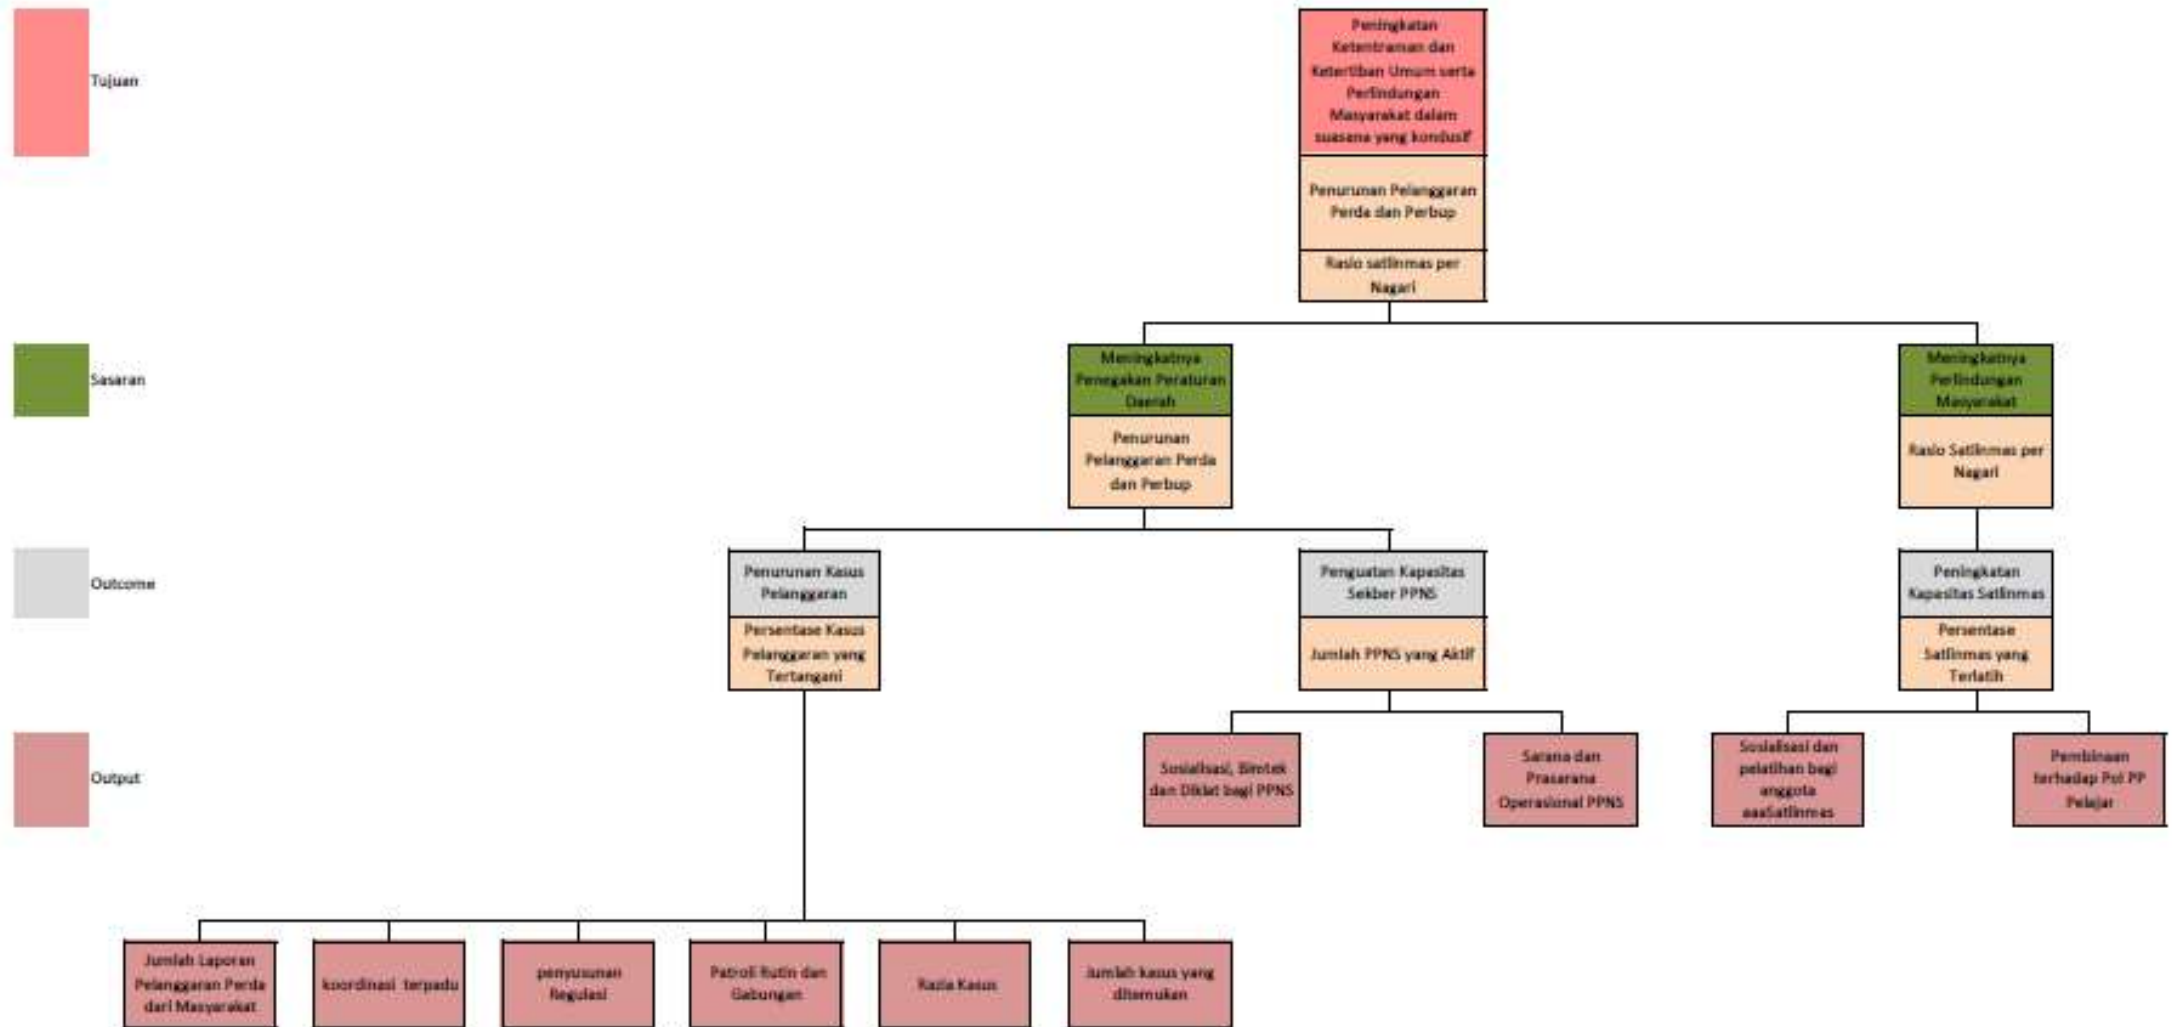 Tujuan
Peningkatan
Ketentraman dan
Ketertiban Umum serta
Perlindungan
Masyarakat dalam
suasana yang kondusif
Penurunan Pelanggaran
Perda dan Perbup
Rasio satlinmas per
Nagari
Sasaran
Meningkatnya
Penegakan Peraturan
Daerah
Penurunan
Pelanggaran Perda
dan Perbup
Meningkatnya
Perlindungan
Masyarakat
Rasio Satlinmas per
Nagari
Outcome
Penurunan Kasus
Pelanggaran
Persentase Kasus
Pelanggaran yang
Tertangani
Penguatan Kapasitas
Sekber PPNS
Jumlah PPNS yang Aktif
Peningkatan
Kapasitas Satlinmas
Persentase
Satlinmas yang
Terlatih
Output
Sosialisasi, Bimtek
dan Diklat bagi PPNS
Sarana dan
Prasarana
Operasional PPNS
Sosialisasi dan
pelatihan bagi
anggota
aaaSatlinmas
Pembinaan
terhadap Pol PP
Pelajar
Jumlah Laporan
Pelanggaran Perda
dari Masyarakat
koordinasi terpadu
penyusunan
Regulasi
Patroli Rutin dan
Gabungan
Razia Kasus
Jumlah kasus yang
ditemukan